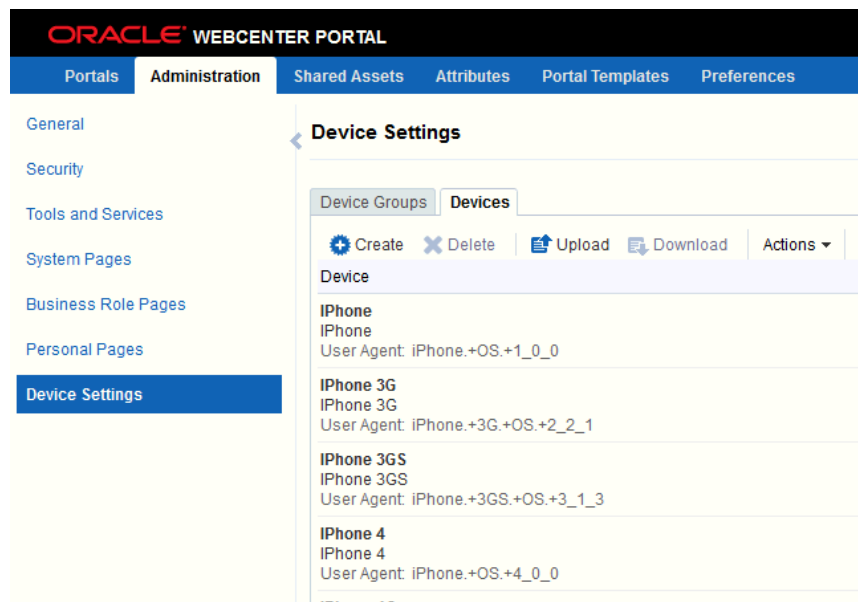 ORACLE WEBCENTER PORTAL
Portals Administration Shared Assets Attributes Portal Templates Preferences
General
Security
Tools and Services
System Pages
Business Role Pages
Personal Pages
Device Settings
Device Settings
Device Groups Devices
Create Delete Upload Download Actions
Device
IPhone
IPhone
User Agent: iPhone.+OS.+1_0_0
IPhone 3G
IPhone 3G
User Agent: iPhone.+3G.+OS.+2_2_1
IPhone 3GS
IPhone 3GS
User Agent: iPhone.+3GS.+OS.+3_1_3
IPhone 4
IPhone 4
User Agent: iPhone.+OS.+4_0_0